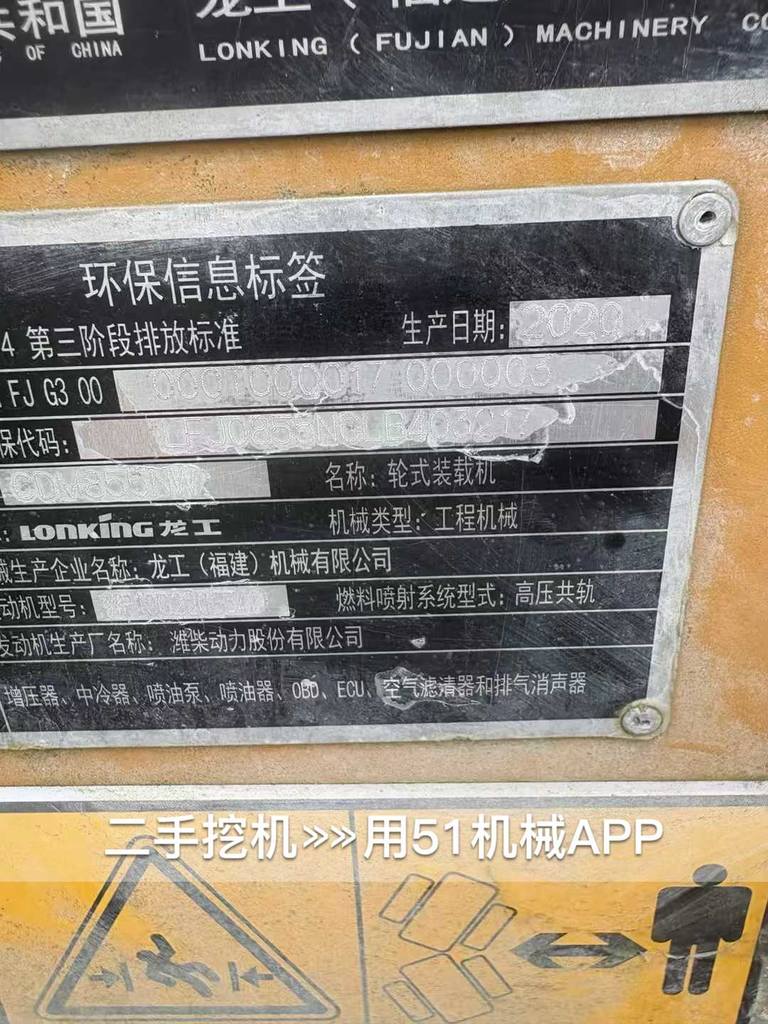 共和国
OF CHINA
LONKING ( FUJIAN ) MACHINERY CO
环保信息标签
4 第三阶段排放标准 生产日期: 2020
FJ G3 00 000003
保代码:
CDM855NW 名称: 轮式装载机
LONKING 龙工 机械类型: 工程机械
械生产企业名称: 龙工（福建）机械有限公司
动机型号: 燃料喷射系统型式: 高压共轨
发动机生产厂名称: 潍柴动力股份有限公司
增压器、中冷器、喷油泵、喷油器、OBD、ECU、空气滤清器和排气消声器
二手挖机»»用51机械APP